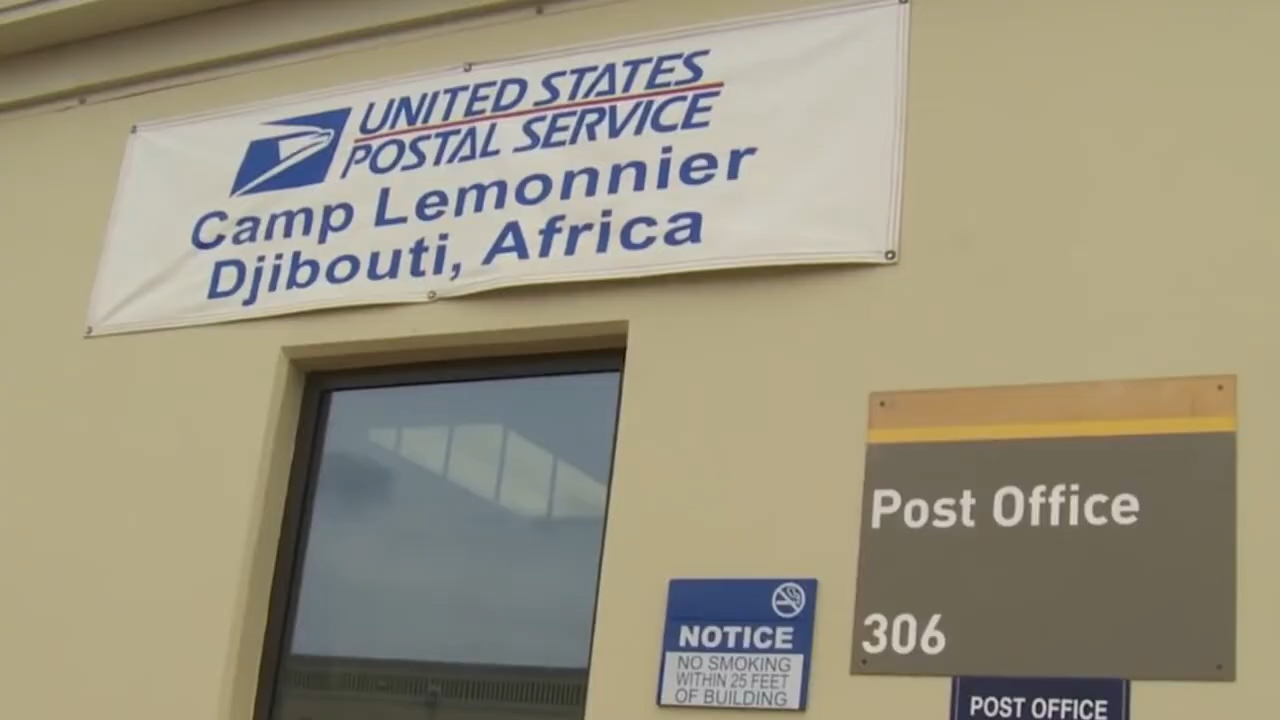 UNITED STATES
POSTAL SERVICE
Camp Lemonnier
Djibouti, Africa
Post Office
306
NOTICE
NO SMOKING
WITHIN 25 FEET
OF BUILDING
POST OFFICE